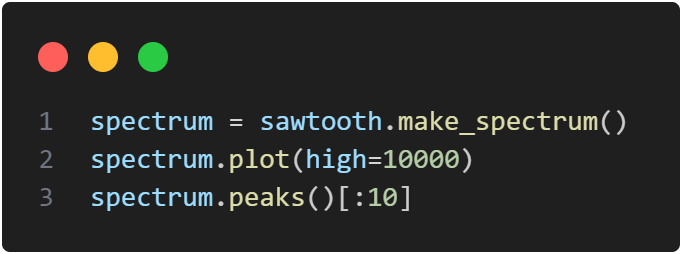 1 spectrum = sawtooth.make_spectrum()
2 spectrum.plot(high=10000)
3 spectrum.peaks()[:10]